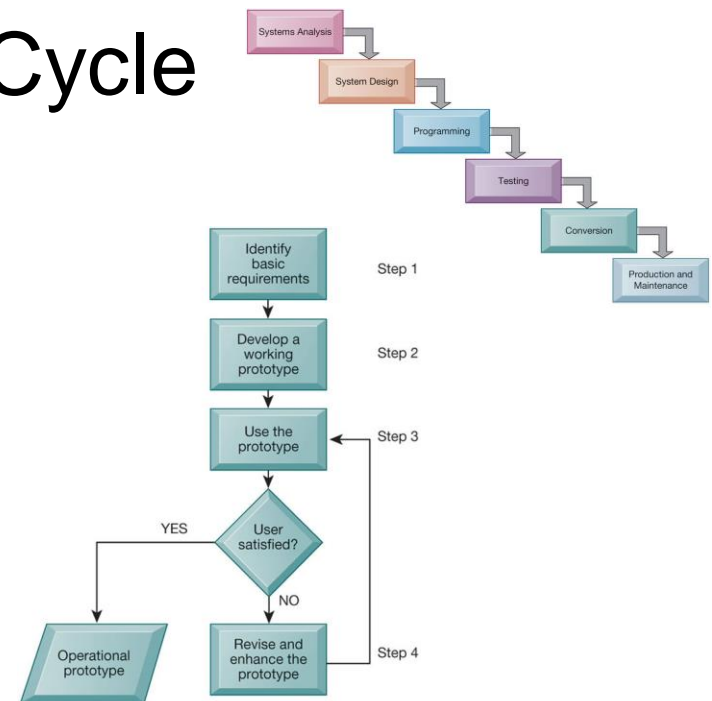 Cycle
Systems Analysis
System Design
Programming
Testing
Conversion
Production and
Maintenance
Identify
basic
requirements
Step 1
Develop a
working
prototype
Step 2
Use the
prototype
Step 3
User
satisfied?
YES
NO
Operational
prototype
Revise and
enhance the
prototype
Step 4